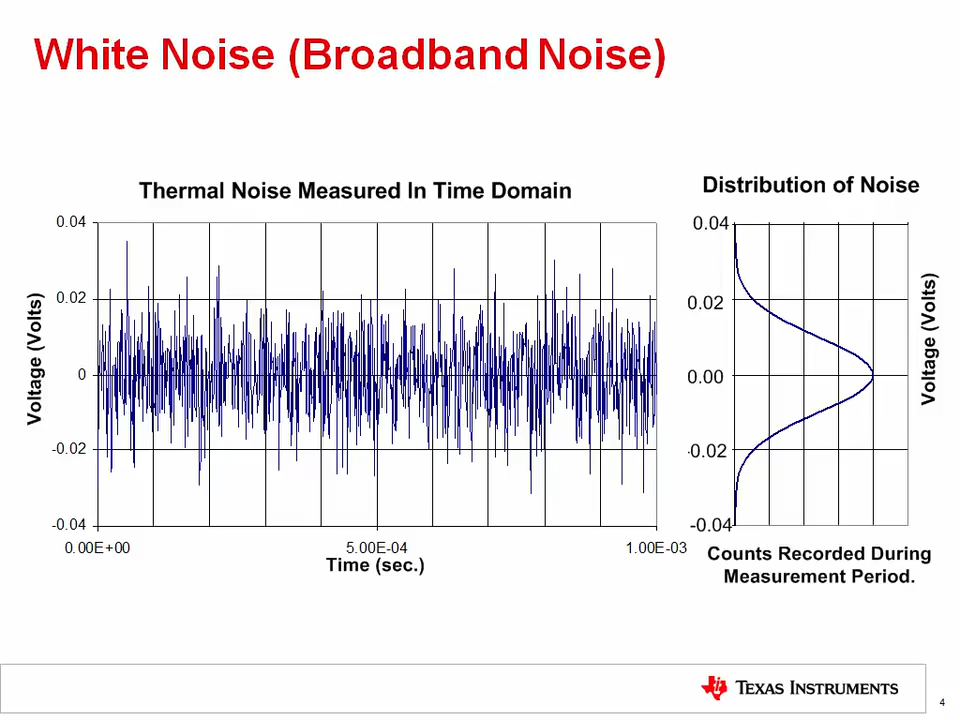 White Noise (Broadband Noise)
Thermal Noise Measured In Time Domain
0.04
0.02
0
-0.02
-0.04
Voltage (Volts)
0.00E+00
5.00E-04
1.00E-03
Time (sec.)
Distribution of Noise
0.04
0.02
0.00
-0.02
-0.04
Voltage (Volts)
Counts Recorded During
Measurement Period.
TEXAS INSTRUMENTS
4